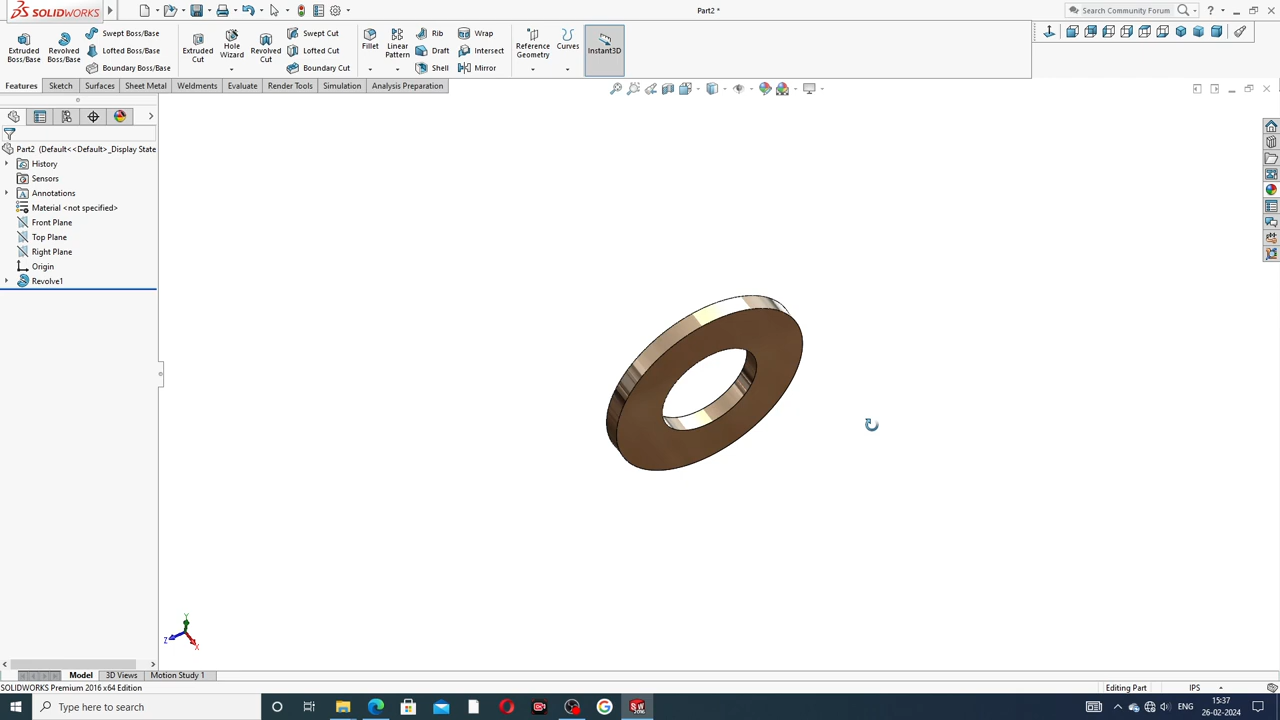 SOLIDWORKS
Part2 *
Search Community Forum
Extruded Boss/Base
Revolved Boss/Base
Swept Boss/Base
Lofted Boss/Base
Boundary Boss/Base
Extruded Cut
Hole Wizard
Revolved Cut
Swept Cut
Lofted Cut
Boundary Cut
Fillet
Linear Pattern
Rib
Draft
Shell
Wrap
Intersect
Mirror
Reference Geometry
Curves
Instant3D
Features
Sketch
Surfaces
Sheet Metal
Weldments
Evaluate
Render Tools
Simulation
Analysis Preparation
Part2 (Default<<Default>_Display State
History
Sensors
Annotations
Material <not specified>
Front Plane
Top Plane
Right Plane
Origin
Revolve1
Y
Z
X
Model
3D Views
Motion Study 1
SOLIDWORKS Premium 2016 x64 Edition
Editing Part
IPS
Type here to search
ENG
15:37
26-02-2024